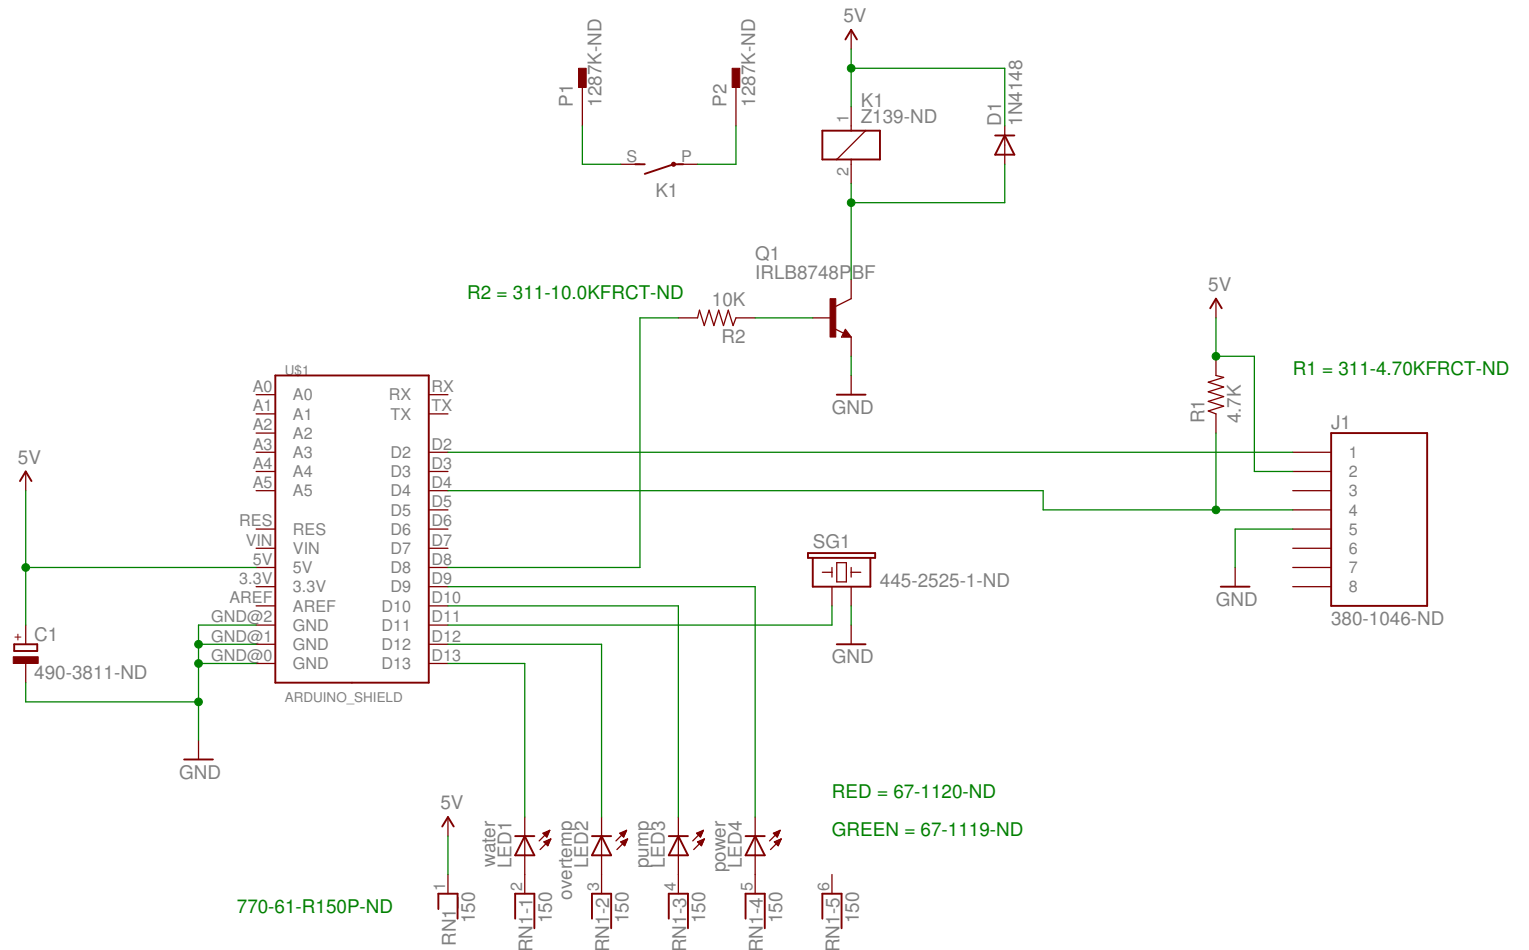 5V
P1
1287K-ND
P2
1287K-ND
S
P
K1
K1
Z139-ND
1
2
D1
1N4148
Q1
IRLB8748PBF
R2 = 311-10.0KFRCT-ND
10K
R2
GND
5V
R1 = 311-4.70KFRCT-ND
R1
4.7K
J1
1
2
3
4
5
6
7
8
380-1046-ND
GND
U$1
A0 A0 RX RX
A1 A1 TX TX
A2 A2
A3 A3 D2 D2
A4 A4 D3 D3
A5 A5 D4 D4
D5 D5
RES RES D6 D6
VIN VIN D7 D7
5V 5V D8 D8
3.3V 3.3V D9 D9
AREF AREF D10 D10
GND@2 GND D11 D11
GND@1 GND D12 D12
GND@0 GND D13 D13
ARDUINO_SHIELD
5V
+
C1
490-3811-ND
GND
SG1
445-2525-1-ND
GND
RED = 67-1120-ND
GREEN = 67-1119-ND
5V
water
LED1
overtemp
LED2
pump
LED3
power
LED4
770-61-R150P-ND
1
RN1
150
2
RN1-1
150
3
RN1-2
150
4
RN1-3
150
5
RN1-4
150
6
RN1-5
150